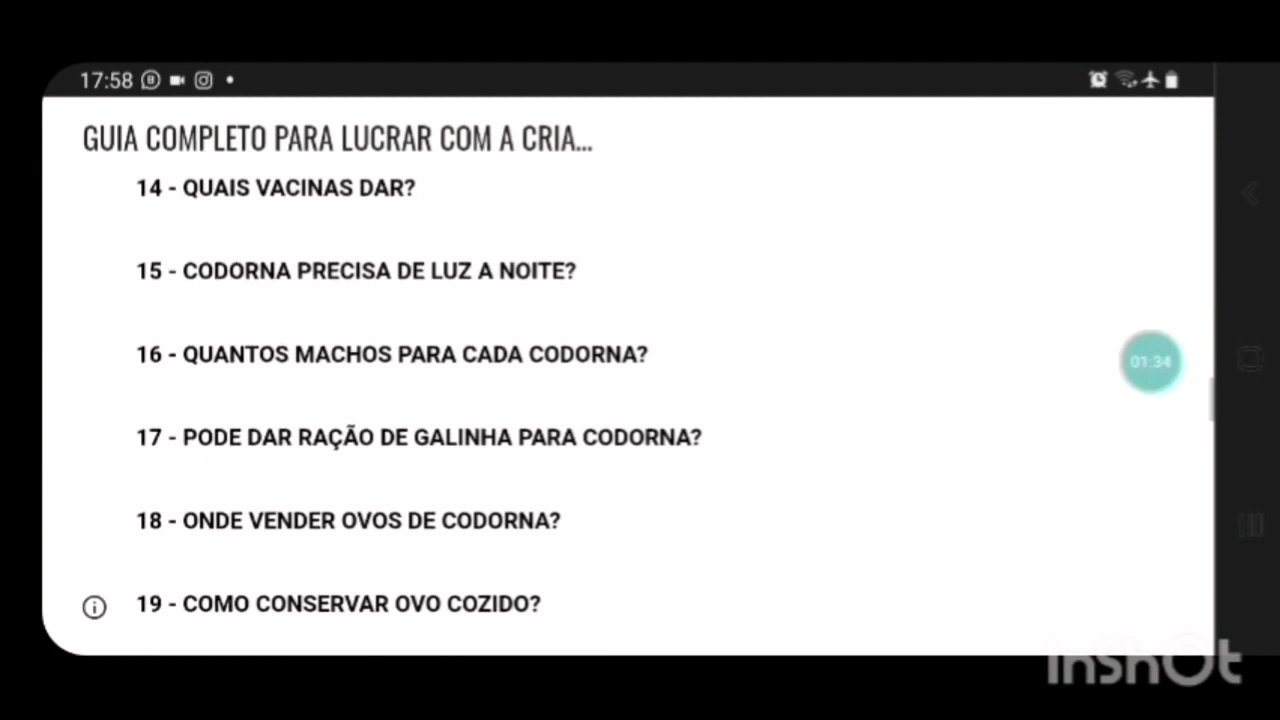 17:58
GUIA COMPLETO PARA LUCRAR COM A CRIA...
14 - QUAIS VACINAS DAR?
15 - CODORNA PRECISA DE LUZ A NOITE?
16 - QUANTOS MACHOS PARA CADA CODORNA?
01:34
17 - PODE DAR RAÇÃO DE GALINHA PARA CODORNA?
18 - ONDE VENDER OVOS DE CODORNA?
19 - COMO CONSERVAR OVO COZIDO?
InShOt